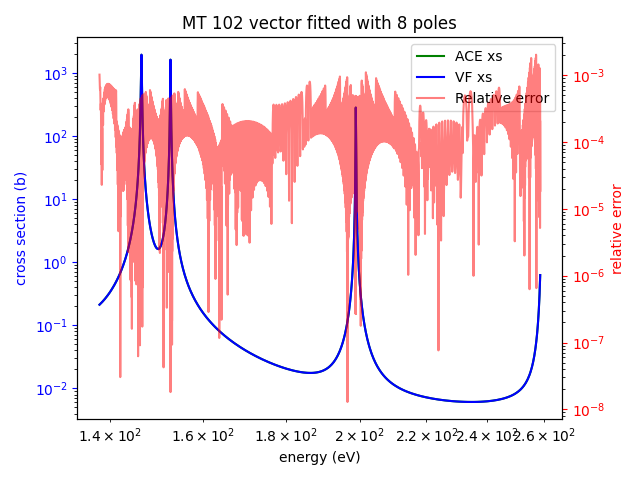 MT 102 vector fitted with 8 poles
ACE xs
VF xs
Relative error
10³
10²
10¹
10⁰
10⁻¹
10⁻²
cross section (b)
10⁻³
10⁻⁴
10⁻⁵
10⁻⁶
10⁻⁷
10⁻⁸
relative error
1.4 × 10² 1.6 × 10² 1.8 × 10² 2 × 10² 2.2 × 10² 2.4 × 10² 2.6 × 10²
energy (eV)